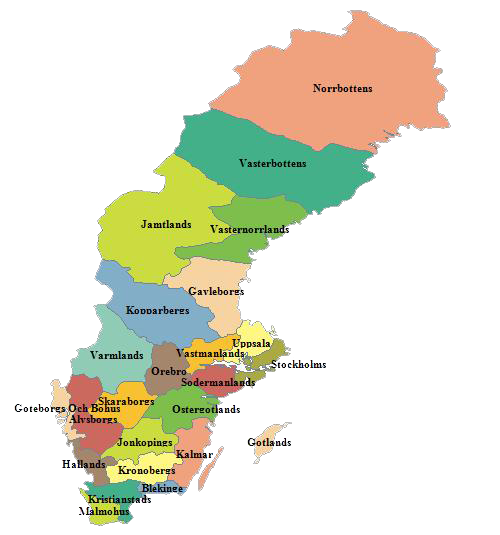 Norrbottens
Vasterbottens
Jamtlands
Vasternorrlands
Gavleborgs
Kopparbergs
Uppsala
Vastmanlands
Varmlands
Stockholms
Orebro
Sodermanlands
Skaraborgs
Goteborgs Och Bohus
Ostergotlands
Alvsborgs
Jonkopings
Gotlands
Kalmar
Hallands
Kronobergs
Blekinge
Kristianstads
Malmohus